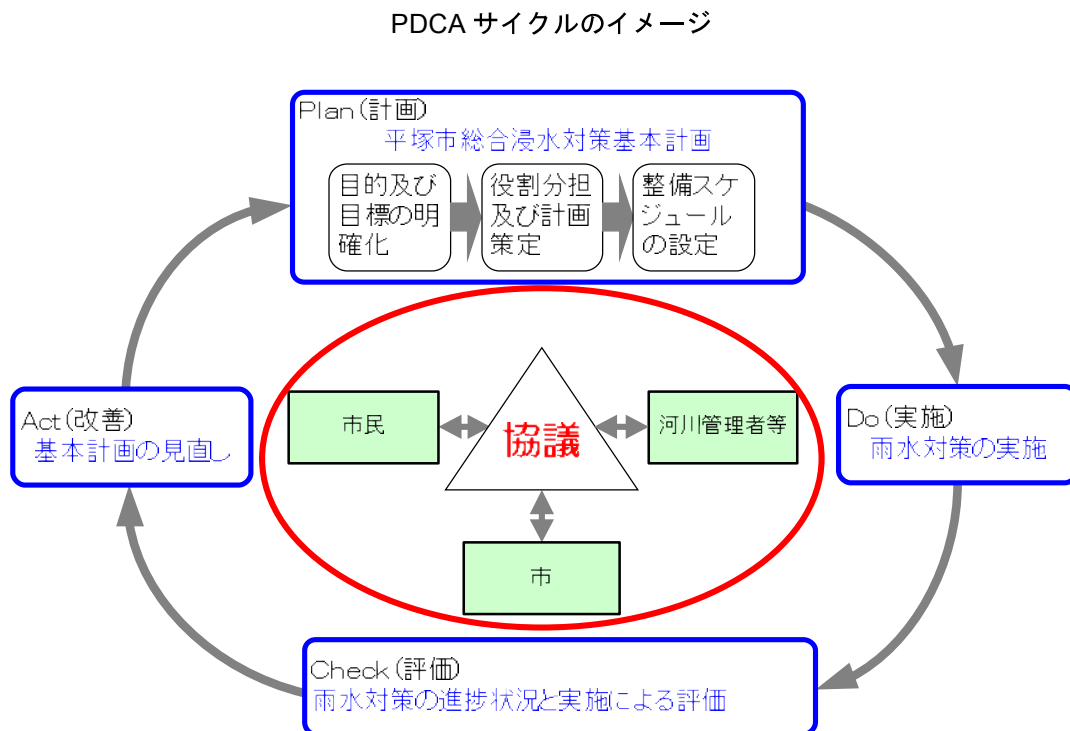 PDCA サイクルのイメージ
Plan(計画)
平塚市総合浸水対策基本計画
目的及び
目標の明
確化
役割分担
及び計画
策定
整備スケ
ジュール
の設定
Act(改善)
基本計画の見直し
市民
協議
河川管理者等
Do(実施)
雨水対策の実施
市
Check(評価)
雨水対策の進捗状況と実施による評価